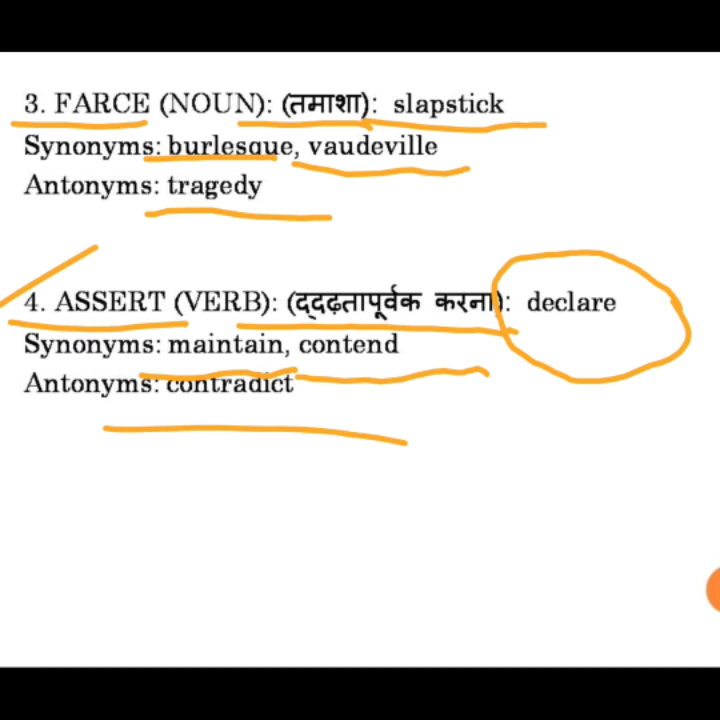 3. FARCE (NOUN): (तमाशा): slapstick
Synonyms: burlesque, vaudeville
Antonyms: tragedy
4. ASSERT (VERB): (द्दढ़तापूर्वक करना): declare
Synonyms: maintain, contend
Antonyms: contradict